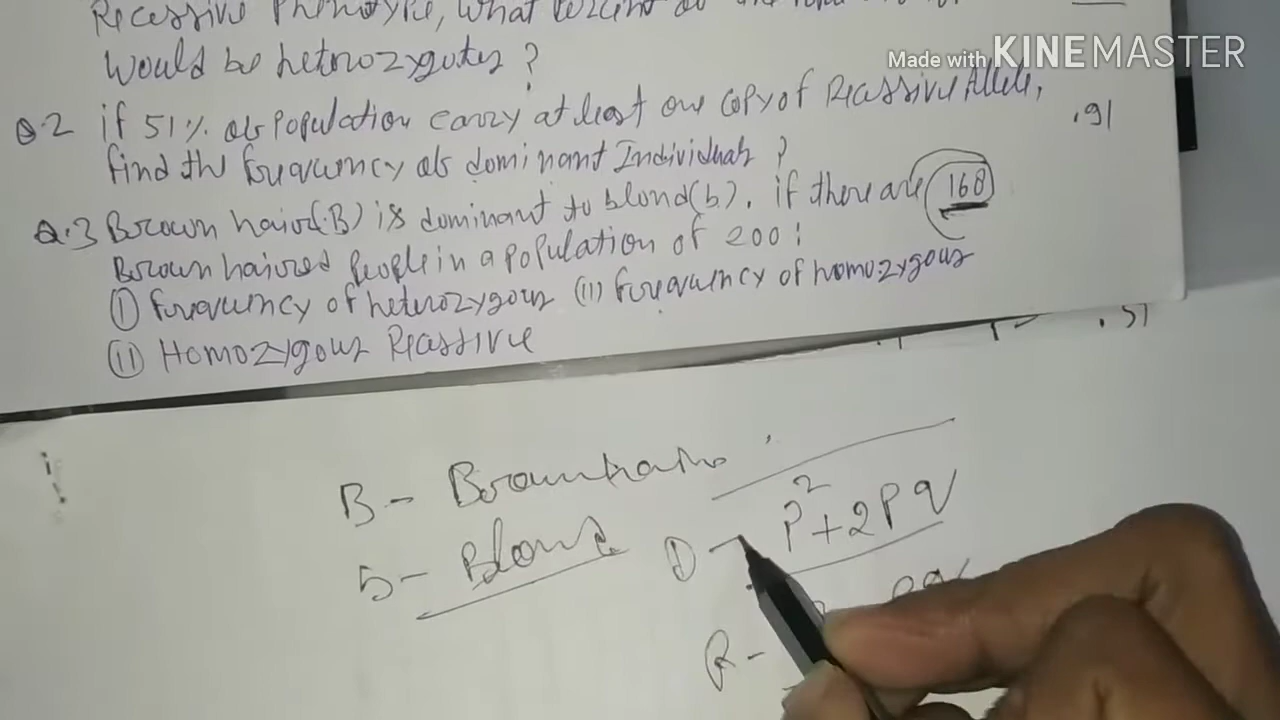 Recessive Phenotype, What
would be hetrozygotes ?
Made with KINEMASTER
Q.2 if 51% of Population carry at least one copy of Recessive Allele,
find the frequency of dominant Individuals ?
.91
Q.3 Brown hair(B) is dominant to blond(b). if there are 168
Brown haired People in a population of 200 :
(I) frequency of heterozygous (II) frequency of homozygous
(II) Homozygous Recessive
.51
B - Brown hair
b - Blond
(D) → p²+2pq
R -